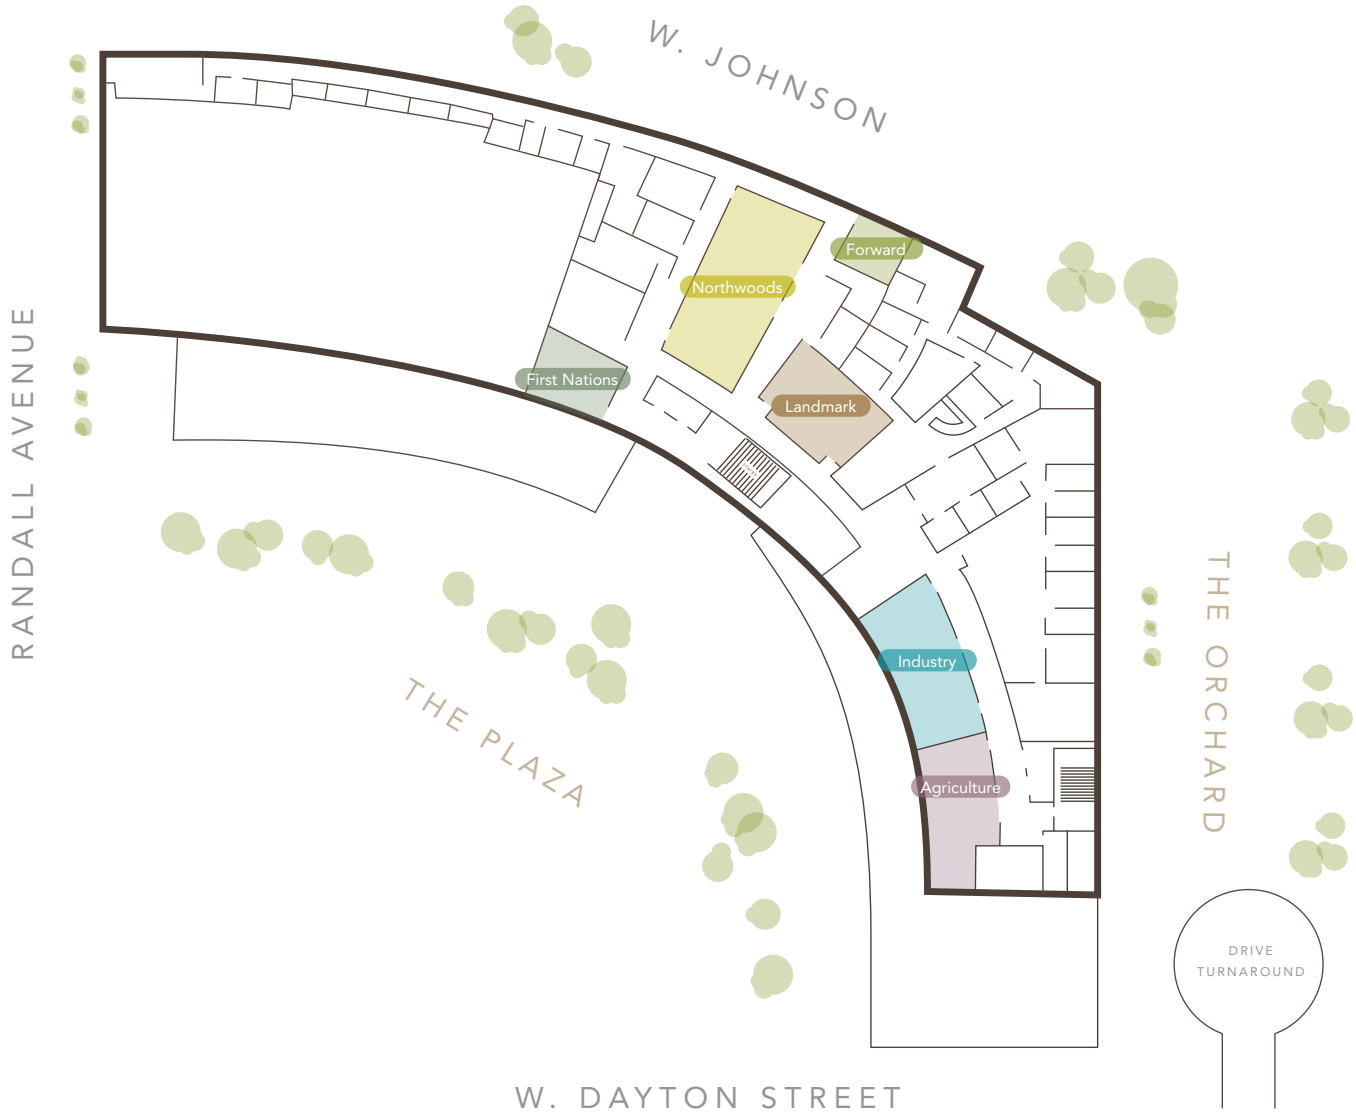 W. JOHNSON
Forward
Northwoods
First Nations
Landmark
RANDALL AVENUE
Industry
THE ORCHARD
THE PLAZA
Agriculture
DRIVE
TURNAROUND
W. DAYTON STREET